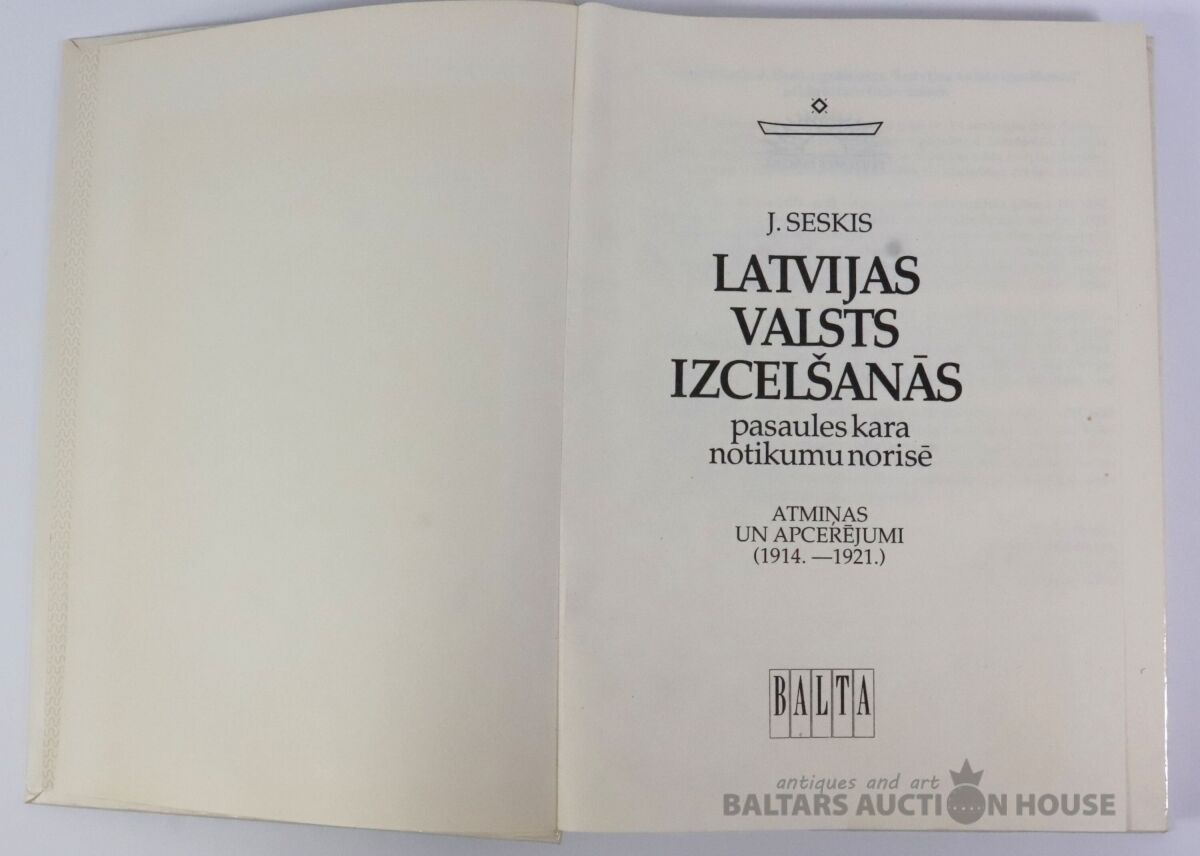 J. SESKIS
LATVIJAS
VALSTS
IZCELŠANĀS
pasaules kara
notikumu norisē
ATMIŅAS
UN APCERĒJUMI
(1914. —1921.)
BALTA
antiques and art
BALTARS AUCTION HOUSE